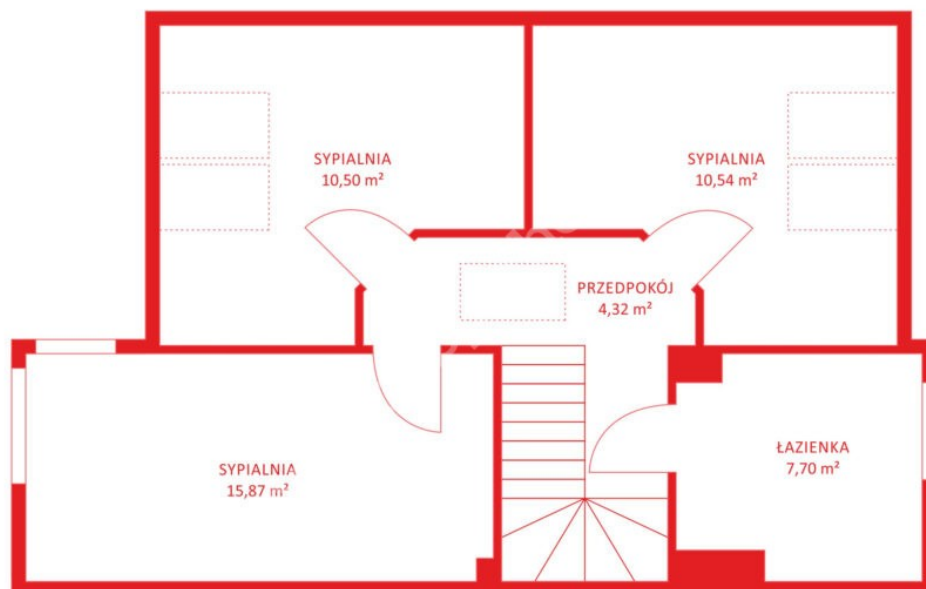 SYPIALNIA
10,50 m²
SYPIALNIA
10,54 m²
PRZEDPOKÓJ
4,32 m²
SYPIALNIA
15,87 m²
ŁAZIENKA
7,70 m²